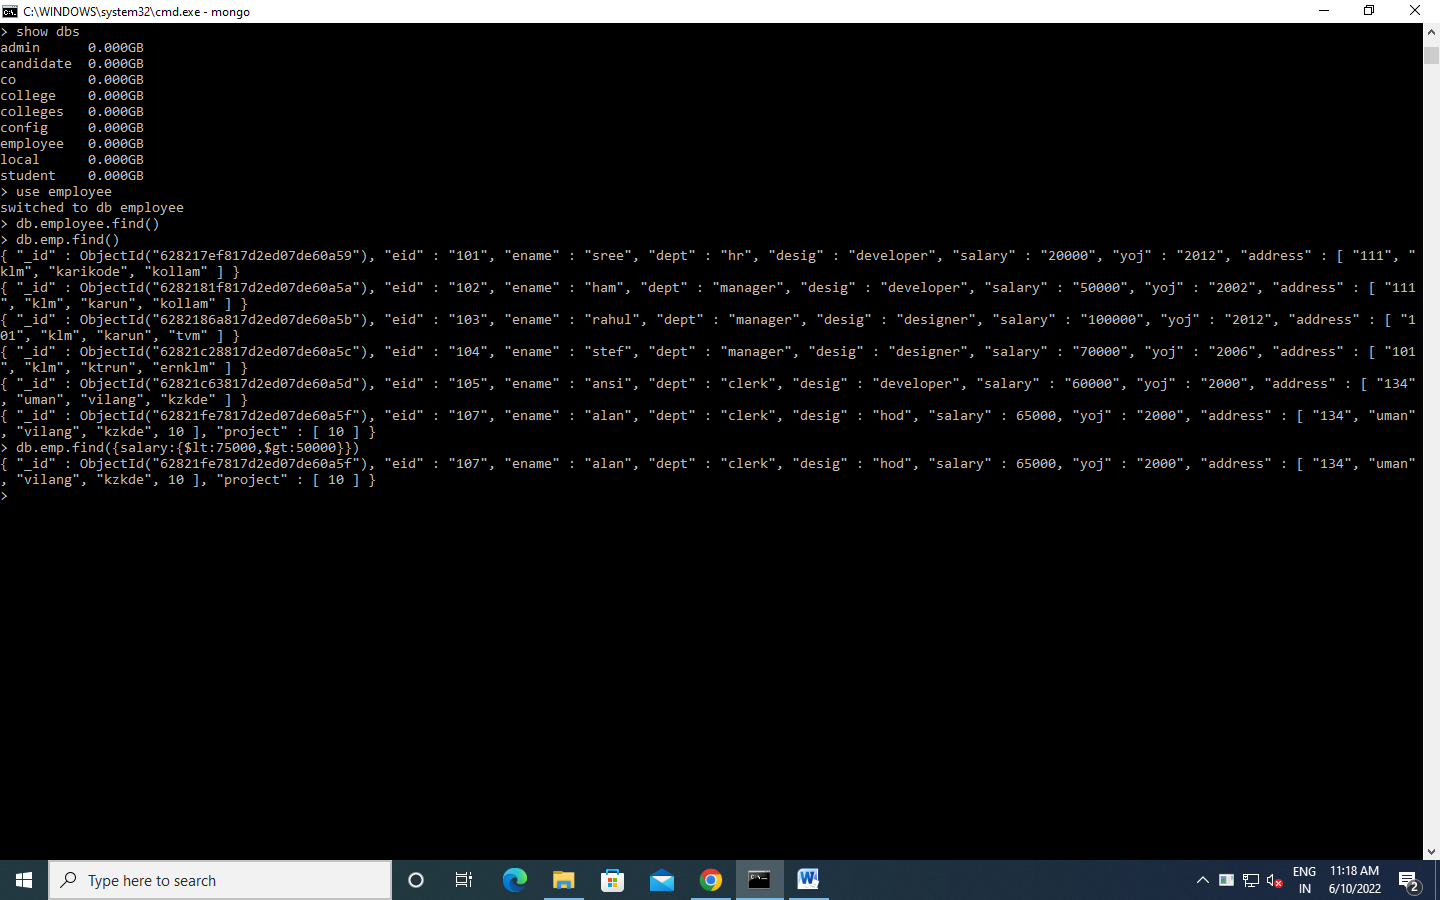 C:\WINDOWS\system32\cmd.exe - mongo
> show dbs
admin      0.000GB
candidate  0.000GB
co         0.000GB
college    0.000GB
colleges   0.000GB
config     0.000GB
employee   0.000GB
local      0.000GB
student    0.000GB
> use employee
switched to db employee
> db.employee.find()
> db.emp.find()
{ "_id" : ObjectId("628217ef817d2ed07de60a59"), "eid" : "101", "ename" : "sree", "dept" : "hr", "desig" : "developer", "salary" : "20000", "yoj" : "2012", "address" : [ "111", "
klm", "karikode", "kollam" ] }
{ "_id" : ObjectId("6282181f817d2ed07de60a5a"), "eid" : "102", "ename" : "ham", "dept" : "manager", "desig" : "developer", "salary" : "50000", "yoj" : "2002", "address" : [ "111
", "klm", "karun", "kollam" ] }
{ "_id" : ObjectId("6282186a817d2ed07de60a5b"), "eid" : "103", "ename" : "rahul", "dept" : "manager", "desig" : "designer", "salary" : "100000", "yoj" : "2012", "address" : [ "1
01", "klm", "karun", "tvm" ] }
{ "_id" : ObjectId("62821c28817d2ed07de60a5c"), "eid" : "104", "ename" : "stef", "dept" : "manager", "desig" : "designer", "salary" : "70000", "yoj" : "2006", "address" : [ "101
", "klm", "ktrun", "ernklm" ] }
{ "_id" : ObjectId("62821c63817d2ed07de60a5d"), "eid" : "105", "ename" : "ansi", "dept" : "clerk", "desig" : "developer", "salary" : "60000", "yoj" : "2000", "address" : [ "134"
, "uman", "vilang", "kzkde" ] }
{ "_id" : ObjectId("62821fe7817d2ed07de60a5f"), "eid" : "107", "ename" : "alan", "dept" : "clerk", "desig" : "hod", "salary" : 65000, "yoj" : "2000", "address" : [ "134", "uman"
, "vilang", "kzkde", 10 ], "project" : [ 10 ] }
> db.emp.find({salary:{$lt:75000,$gt:50000}})
{ "_id" : ObjectId("62821fe7817d2ed07de60a5f"), "eid" : "107", "ename" : "alan", "dept" : "clerk", "desig" : "hod", "salary" : 65000, "yoj" : "2000", "address" : [ "134", "uman"
, "vilang", "kzkde", 10 ], "project" : [ 10 ] }
>
Type here to search
ENG
IN
11:18 AM
6/10/2022
2